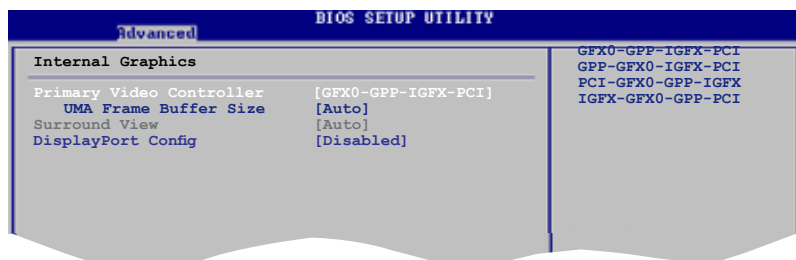 BIOS SETUP UTILITY
Advanced
Internal Graphics
Primary Video Controller [GFX0-GPP-IGFX-PCI]
UMA Frame Buffer Size [Auto]
Surround View [Auto]
DisplayPort Config [Disabled]
GFX0-GPP-IGFX-PCI
GPP-GFX0-IGFX-PCI
PCI-GFX0-GPP-IGFX
IGFX-GFX0-GPP-PCI